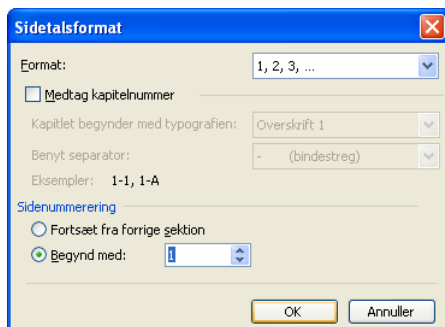 Sidetalsformat
Format: 1, 2, 3, ...
Medtag kapitelnummer
Kapitlet begynder med typografien: Overskrift 1
Benyt separator: - (bindestreg)
Eksempler: 1-1, 1-A
Sidenummerering
Fortsæt fra forrige sektion
Begynd med: 1
OK Annuller